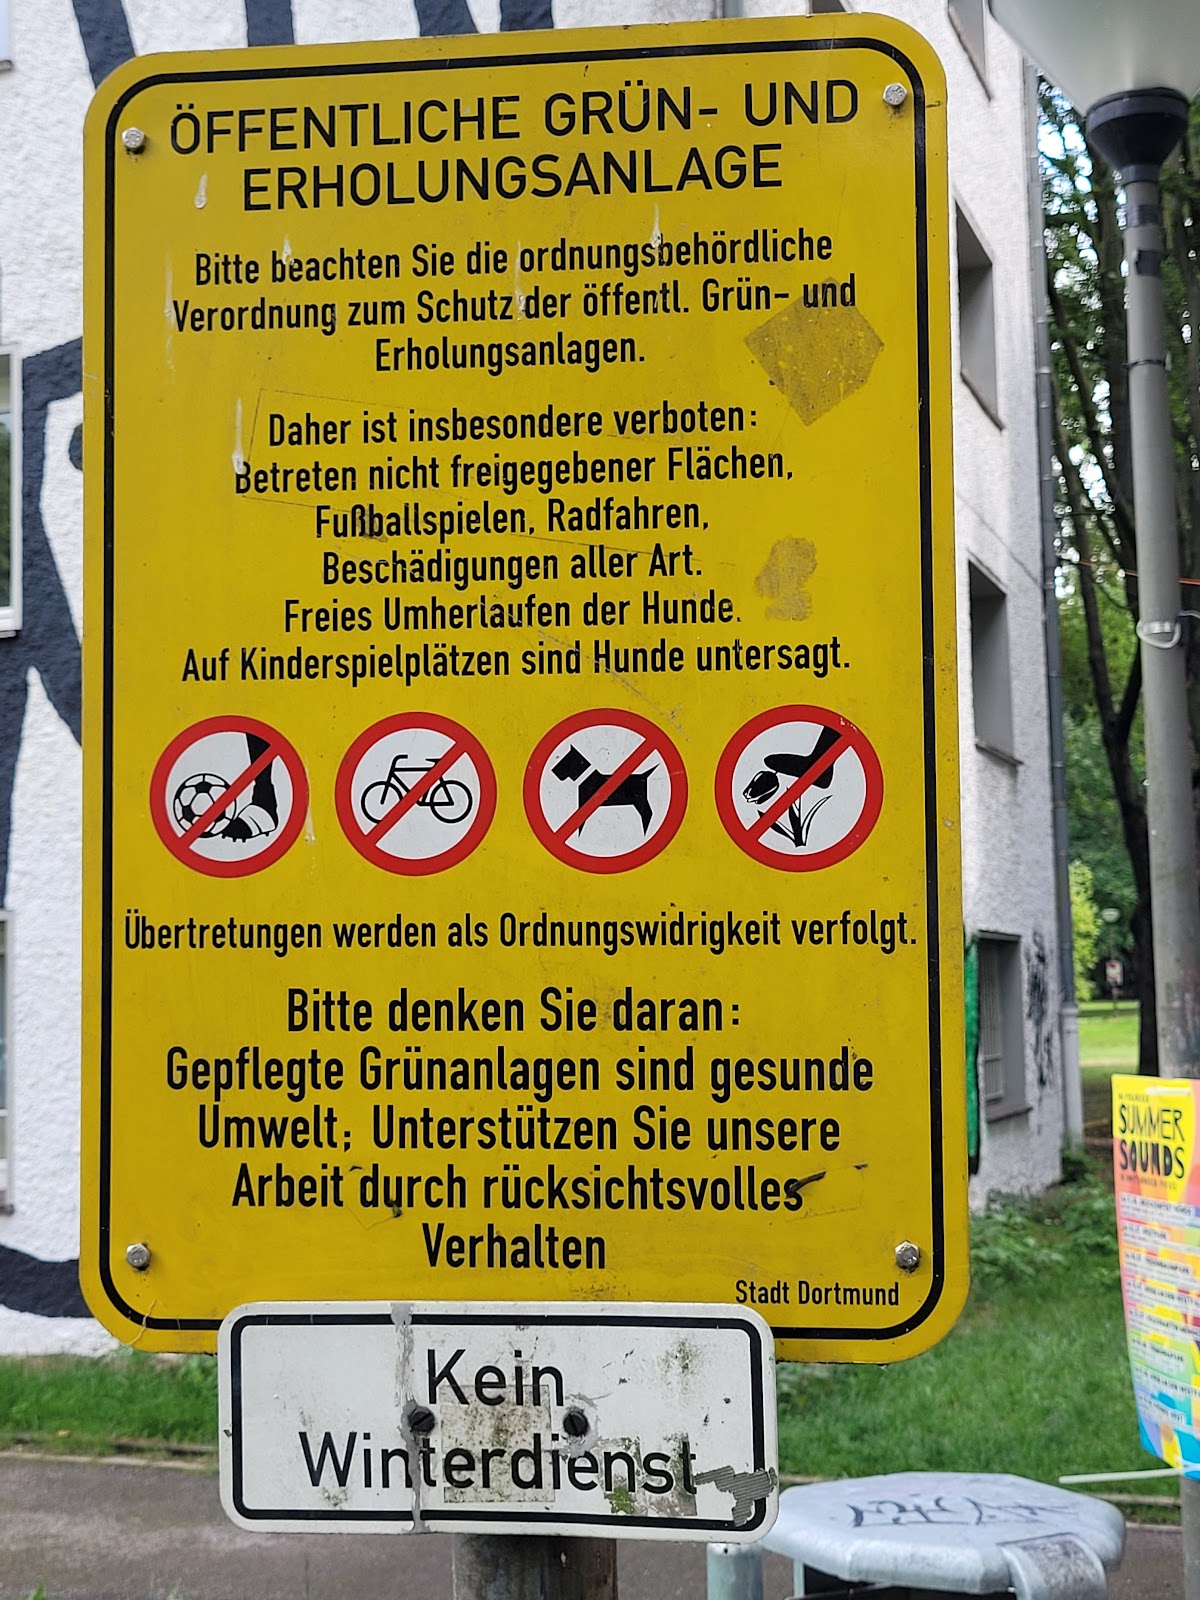 ÖFFENTLICHE GRÜN- UND
ERHOLUNGSANLAGE
Bitte beachten Sie die ordnungsbehördliche
Verordnung zum Schutz der öffentl. Grün- und
Erholungsanlagen.
Daher ist insbesondere verboten:
Betreten nicht freigegebener Flächen,
Fußballspielen, Radfahren,
Beschädigungen aller Art.
Freies Umherlaufen der Hunde.
Auf Kinderspielplätzen sind Hunde untersagt.
Übertretungen werden als Ordnungswidrigkeit verfolgt.
Bitte denken Sie daran:
Gepflegte Grünanlagen sind gesunde
Umwelt; Unterstützen Sie unsere
Arbeit durch rücksichtsvolles
Verhalten
Stadt Dortmund
Kein
Winterdienst
SUMMER
SOUNDS